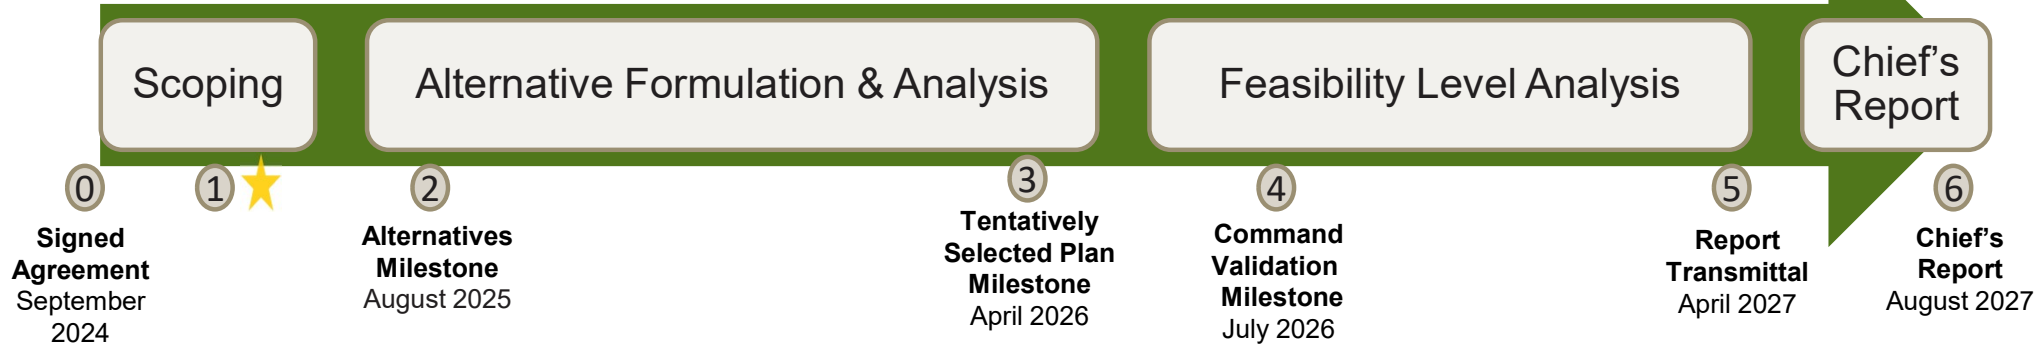 Scoping
Alternative Formulation & Analysis
Feasibility Level Analysis
Chief’s
Report
0
1
2
3
4
5
6
Signed
Agreement
September
2024
Alternatives
Milestone
August 2025
Tentatively
Selected Plan
Milestone
April 2026
Command
Validation
Milestone
July 2026
Report
Transmittal
April 2027
Chief’s
Report
August 2027